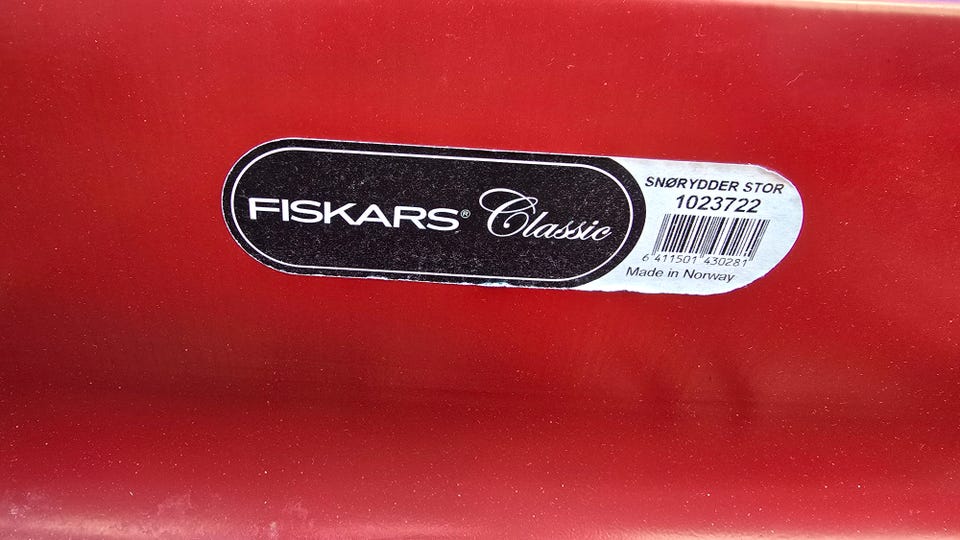 FISKARS® Classic
SNØRYDDER STOR
1023722
6 411501 430281
Made in Norway